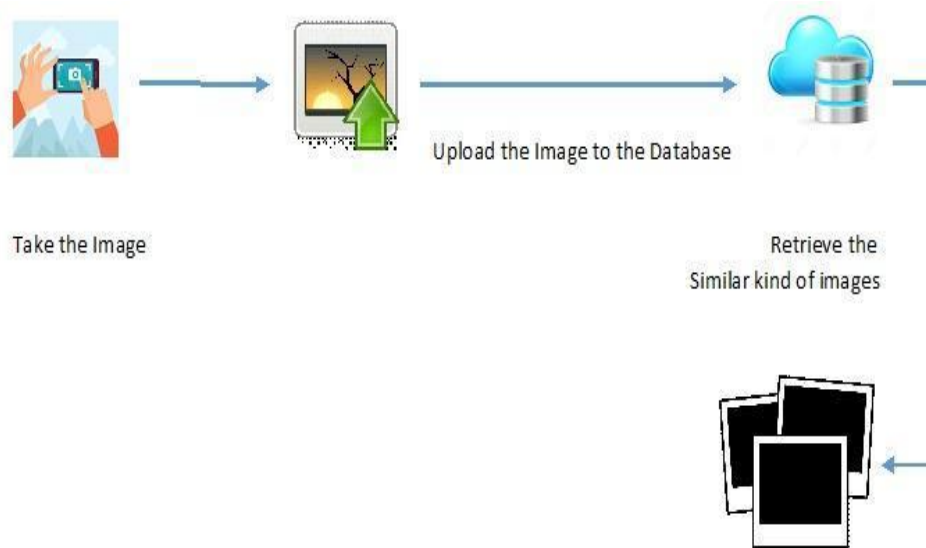 Upload the Image to the Database
Take the Image
Retrieve the
Similar kind of images